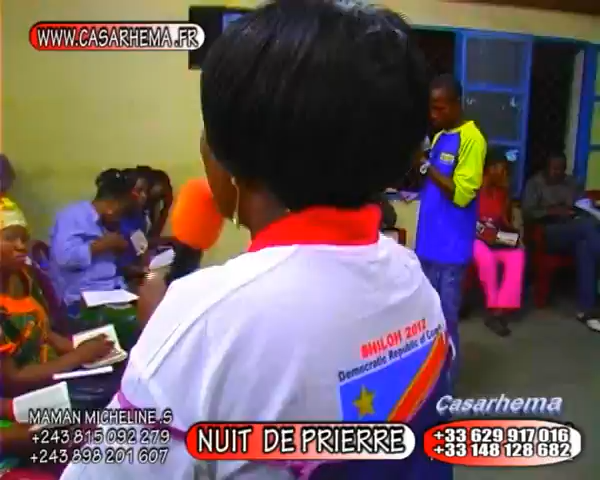 WWW.CASARHEMA.FR
SHILOH 2012
Democratic Republic of Congo
MAMAN MICHELINE .S
+243 815 092 279
+243 898 201 607
NUIT DE PRIERRE
Casarhema
+33 629 917 016
+33 148 128 682